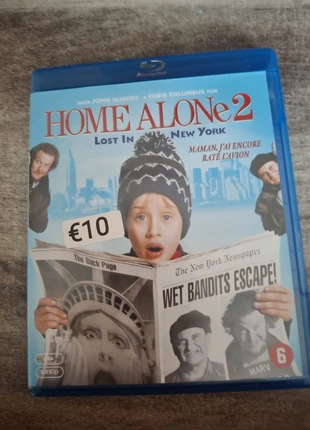 HOME ALONE 2
LOST IN NEW YORK
MAMAN, J'AI ENCORE
RATÉ L'AVION
€10
The Back Page
The New York Newspaper
WET BANDITS ESCAPE!
MARV
6